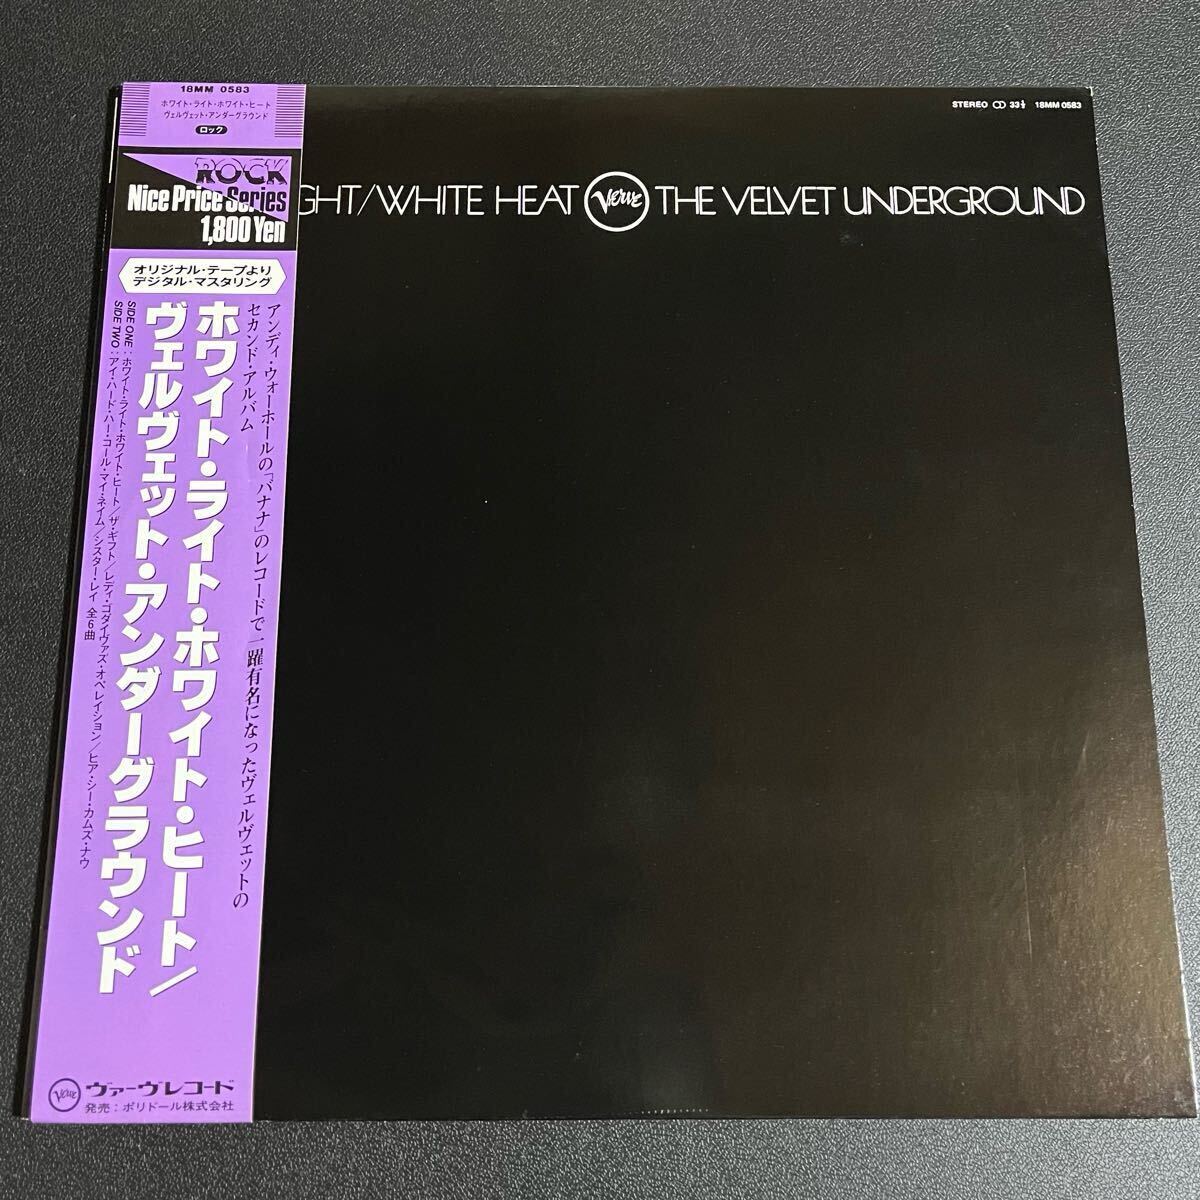 18MM 0583
ホワイト・ライト・ホワイト・ヒート
ヴェルヴェット・アンダーグラウンド
ロック
ROCK
Nice Price Series
1,800 Yen
オリジナル・テープより
デジタル・マスタリング
アンディ・ウォーホールの「バナナ」のレコードで一躍有名になったヴェルヴェットの
セカンド・アルバム
ホワイト・ライト・ホワイト・ヒート/
ヴェルヴェット・アンダーグラウンド
SIDE ONE:ホワイト・ライト・ホワイト・ヒート/ザ・ギフト/レディ・ゴダイヴァズ・オペレイション/ヒア・シー・カムズ・ナウ
SIDE TWO:アイ・ハード・ハー・コール・マイ・ネイム/シスター・レイ 全6曲
Verve ヴァーヴレコード
発売:ポリドール株式会社
STEREO 33⅓ 18MM 0583
GHT/WHITE HEAT Verve THE VELVET UNDERGROUND